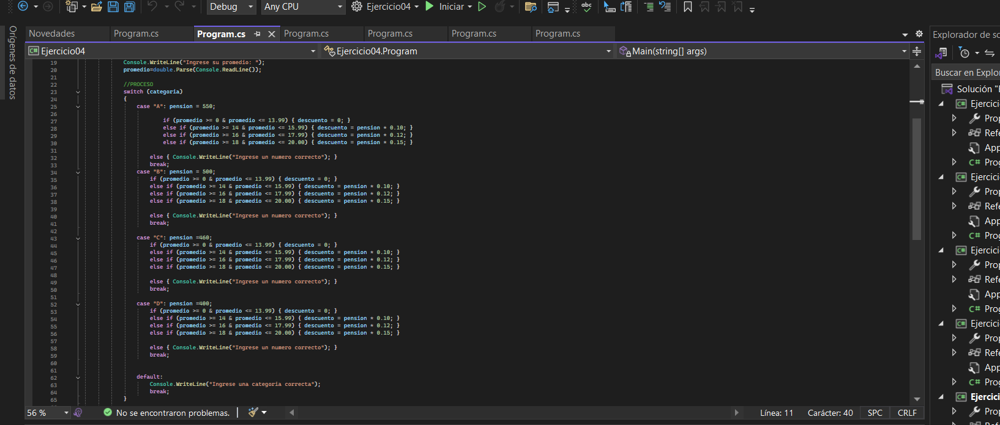 Debug Any CPU Ejercicio04 Iniciar abc
Orígenes de datos
Novedades Program.cs Program.cs Program.cs Program.cs Program.cs Program.cs
C# Ejercicio04 Ejercicio04.Program Main(string[] args)
19 Console.WriteLine("Ingrese su promedio: ");
20 promedio=double.Parse(Console.ReadLine());
21
22 //PROCESO
23 switch (categoria)
24 {
25 case "A": pension = 550;
26
27 if (promedio >= 0 & promedio <= 13.99) { descuento = 0; }
28 else if (promedio >= 14 & promedio <= 15.99) { descuento = pension * 0.10; }
29 else if (promedio >= 16 & promedio <= 17.99) { descuento = pension * 0.12; }
30 else if (promedio >= 18 & promedio <= 20.00) { descuento = pension * 0.15; }
31
32 else { Console.WriteLine("Ingrese un numero correcto"); }
33 break;
34 case "B": pension = 500;
35 if (promedio >= 0 & promedio <= 13.99) { descuento = 0; }
36 else if (promedio >= 14 & promedio <= 15.99) { descuento = pension * 0.10; }
37 else if (promedio >= 16 & promedio <= 17.99) { descuento = pension * 0.12; }
38 else if (promedio >= 18 & promedio <= 20.00) { descuento = pension * 0.15; }
39
40 else { Console.WriteLine("Ingrese un numero correcto"); }
41 break;
42
43 case "C": pension =460;
44 if (promedio >= 0 & promedio <= 13.99) { descuento = 0; }
45 else if (promedio >= 14 & promedio <= 15.99) { descuento = pension * 0.10; }
46 else if (promedio >= 16 & promedio <= 17.99) { descuento = pension * 0.12; }
47 else if (promedio >= 18 & promedio <= 20.00) { descuento = pension * 0.15; }
48
49 else { Console.WriteLine("Ingrese un numero correcto"); }
50 break;
51
52 case "D": pension =400;
53 if (promedio >= 0 & promedio <= 13.99) { descuento = 0; }
54 else if (promedio >= 14 & promedio <= 15.99) { descuento = pension * 0.10; }
55 else if (promedio >= 16 & promedio <= 17.99) { descuento = pension * 0.12; }
56 else if (promedio >= 18 & promedio <= 20.00) { descuento = pension * 0.15; }
57
58 else { Console.WriteLine("Ingrese un numero correcto"); }
59 break;
60
61
62 default:
63 Console.WriteLine("Ingrese una categoria correcta");
64 break;
65 }
56 % No se encontraron problemas. Línea: 11 Carácter: 40 SPC CRLF
Explorador de so
Buscar en Explor
Solución "
C# Ejercici
Prop
Refe
App
C# Prog
C# Ejercici
Prop
Refe
App
C# Prog
C# Ejercici
Prop
Refe
App
C# Prog
C# Ejercici
Prop
Refe
App
C# Prog
C# Ejercici
Prop